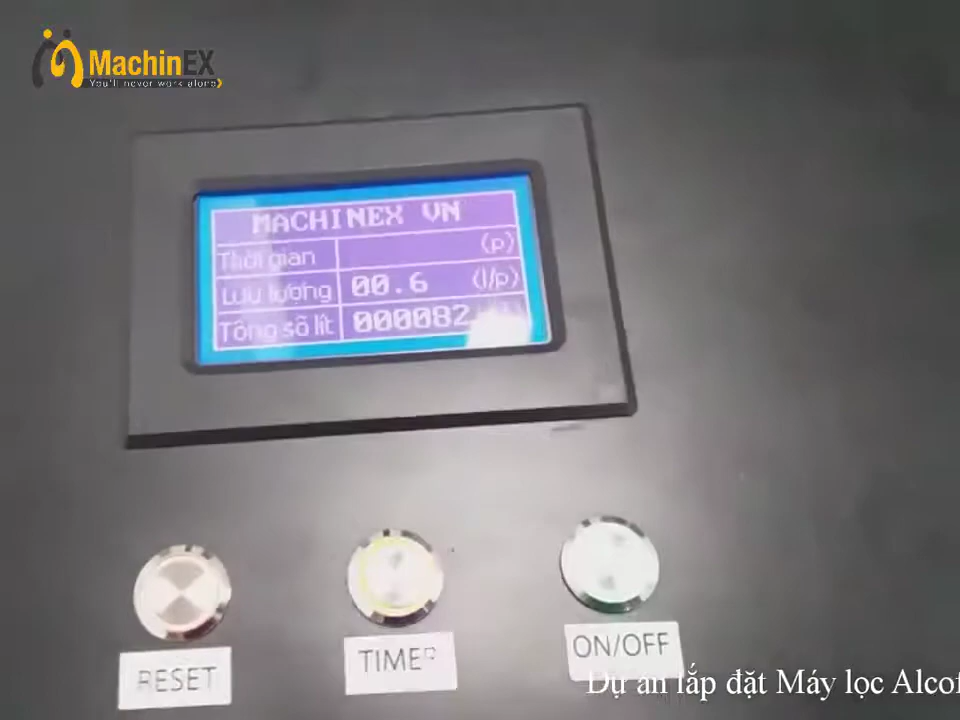 MachinEX
You'll never work alone
MACHINEX VN
Thời gian (p)
Lưu lượng 00.6 (l/p)
Tổng số lít 000082
RESET
TIMER
ON/OFF
Dự án lắp đặt Máy lọc Alcof